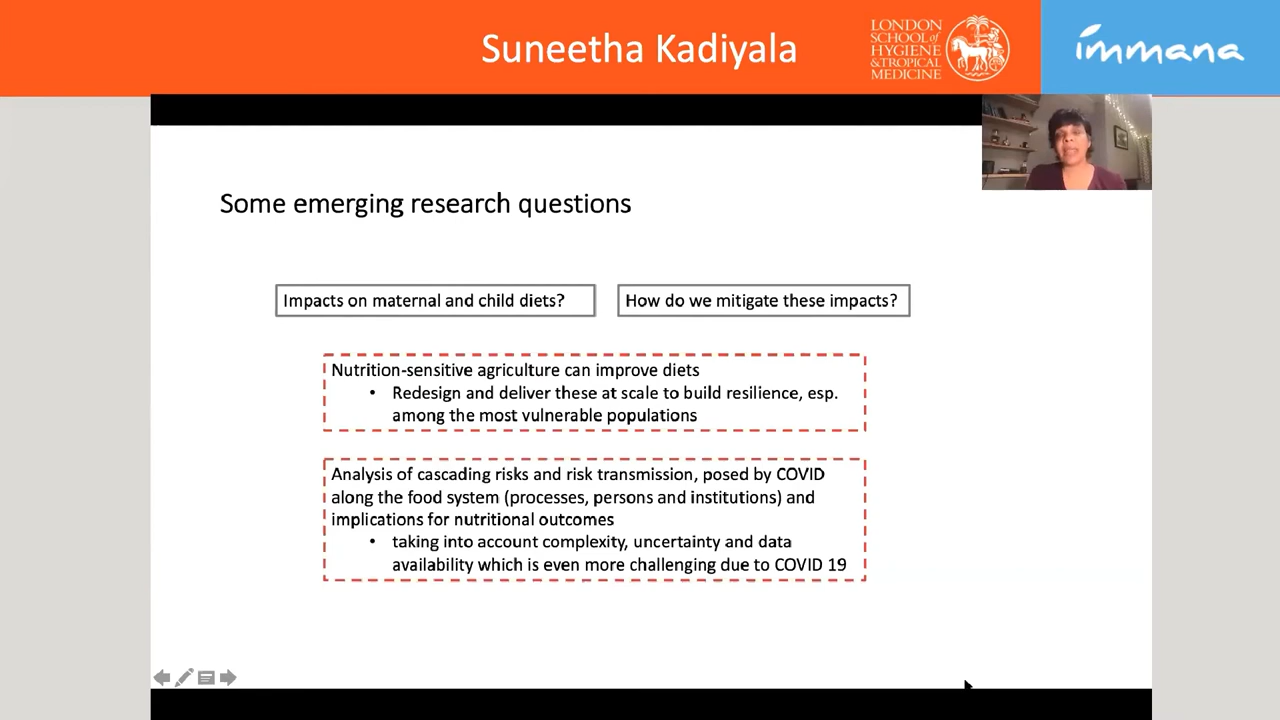 Suneetha Kadiyala
LONDON
SCHOOL of
HYGIENE
& TROPICAL
MEDICINE
immana
Some emerging research questions
Impacts on maternal and child diets?
How do we mitigate these impacts?
Nutrition-sensitive agriculture can improve diets
• Redesign and deliver these at scale to build resilience, esp.
among the most vulnerable populations
Analysis of cascading risks and risk transmission, posed by COVID
along the food system (processes, persons and institutions) and
implications for nutritional outcomes
• taking into account complexity, uncertainty and data
availability which is even more challenging due to COVID 19